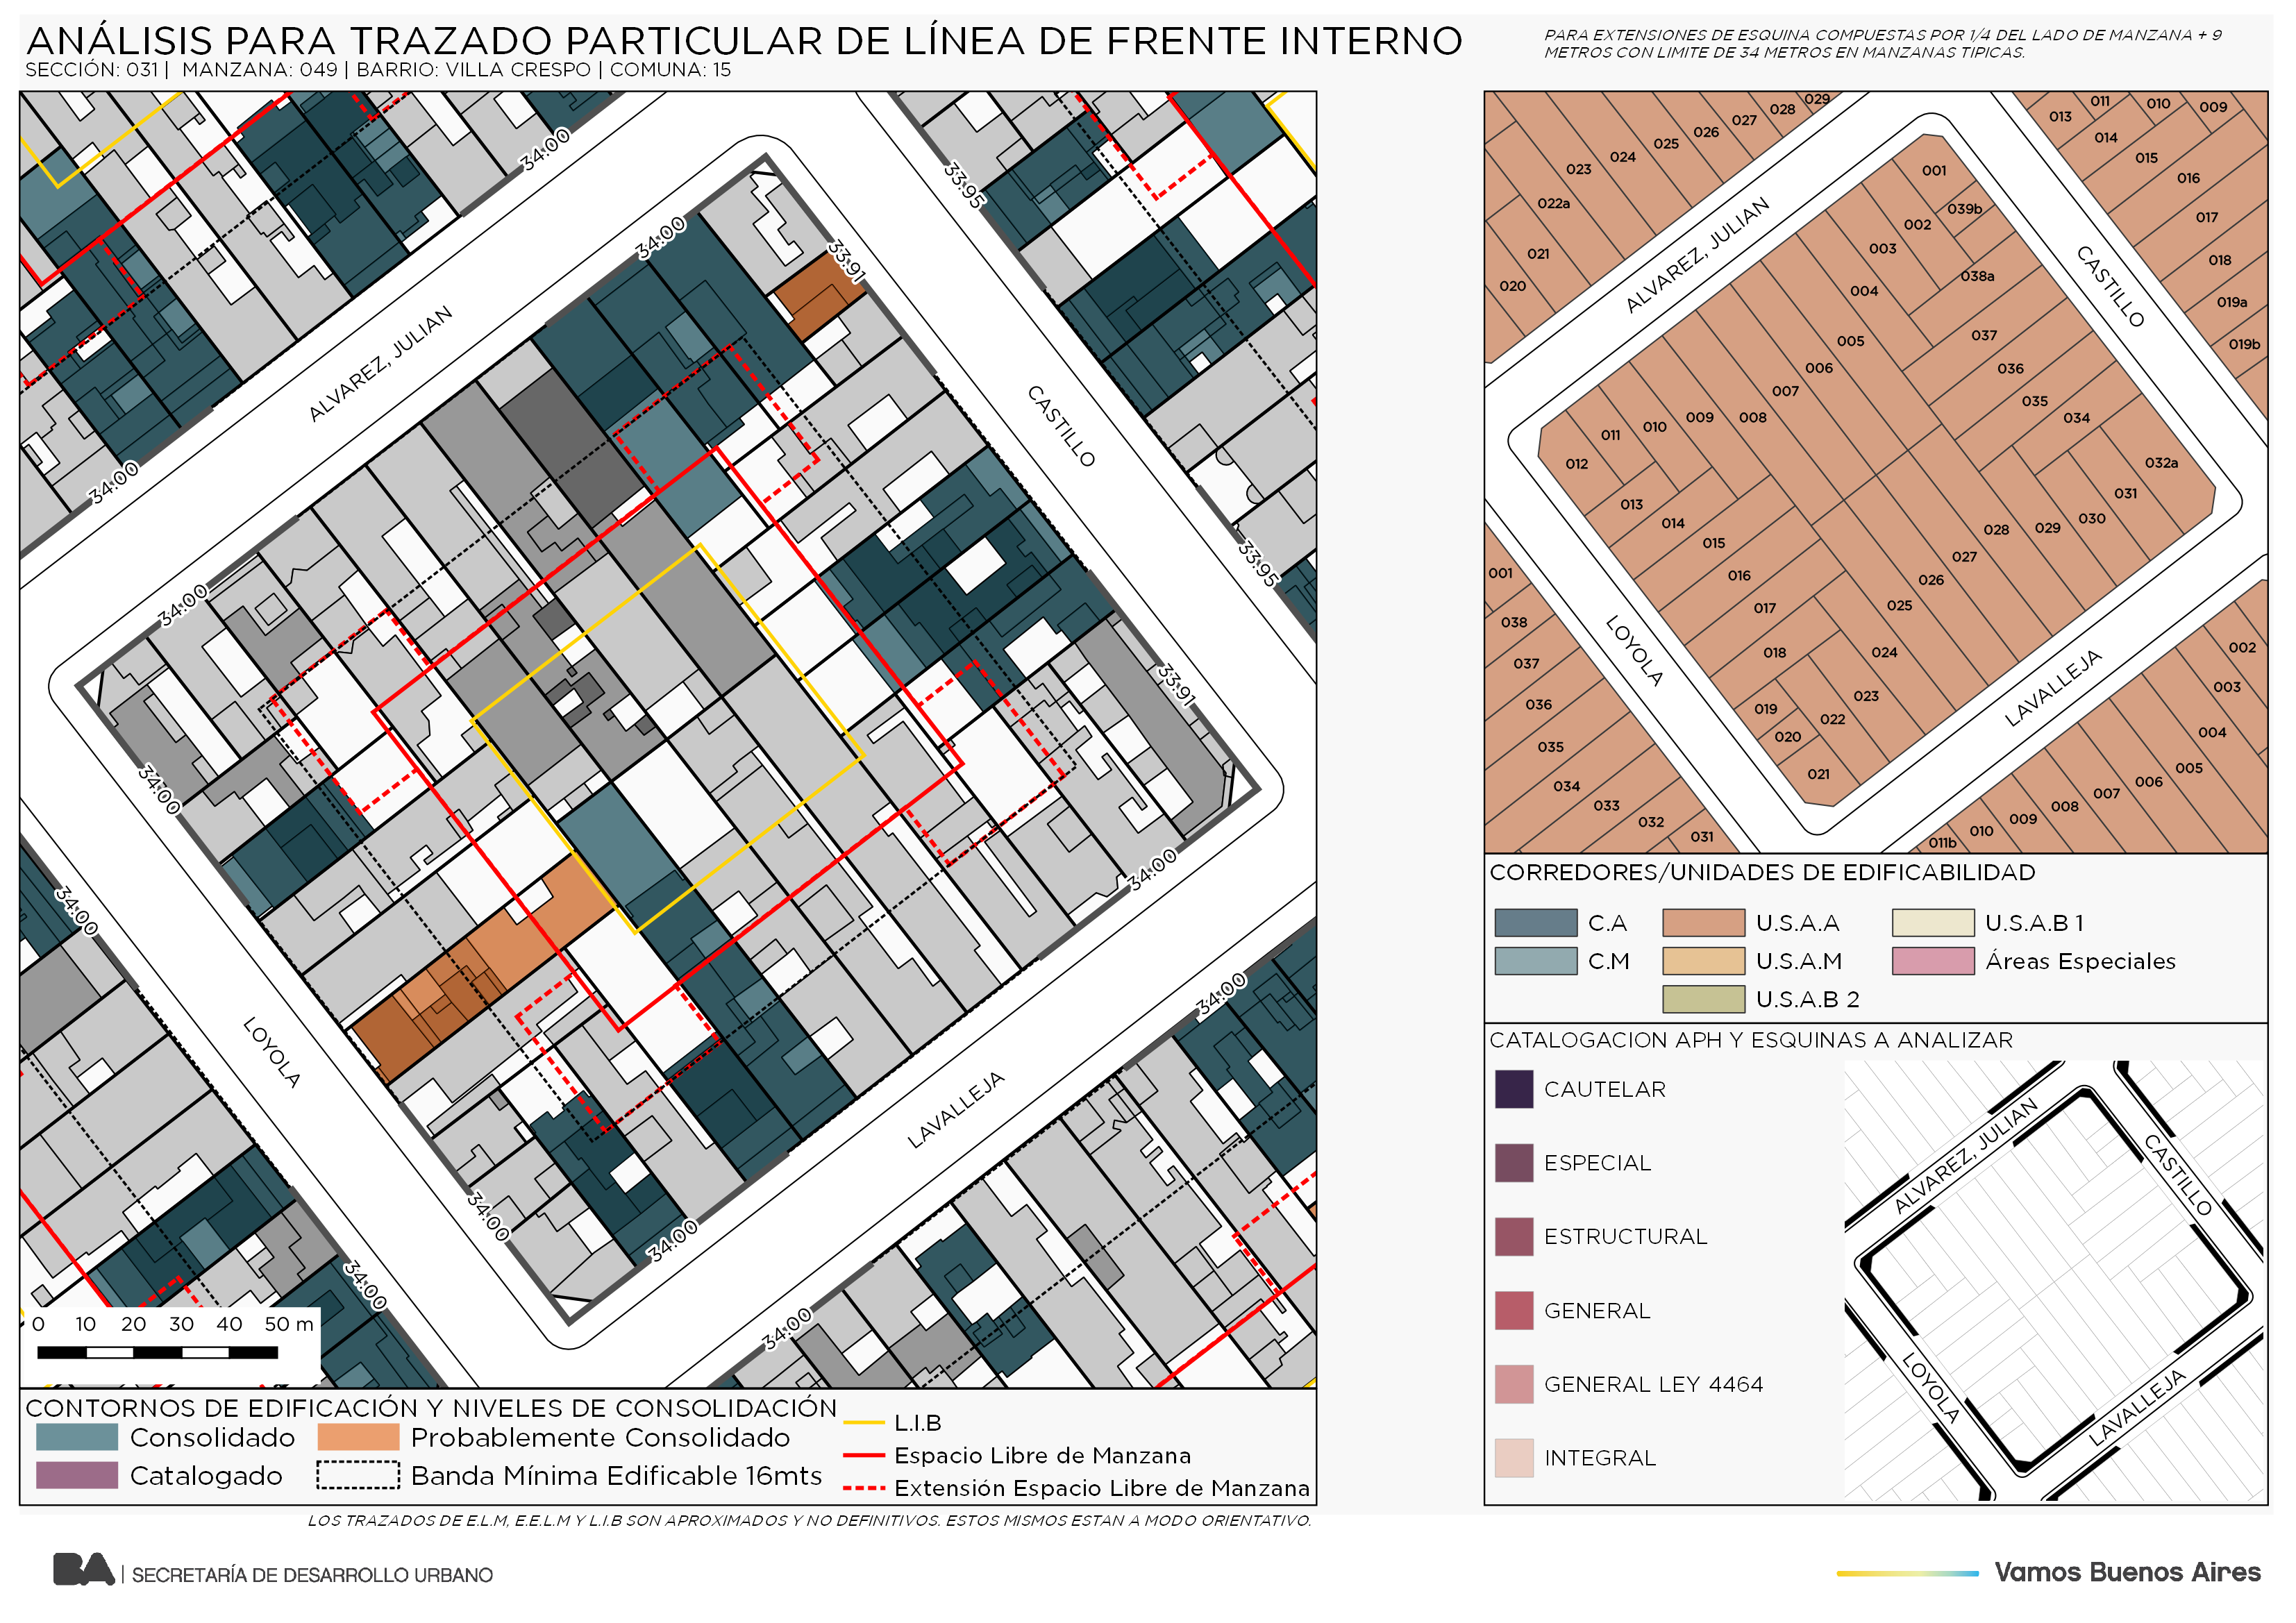 ANÁLISIS PARA TRAZADO PARTICULAR DE LÍNEA DE FRENTE INTERNO
SECCIÓN: 031 | MANZANA: 049 | BARRIO: VILLA CRESPO | COMUNA: 15
PARA EXTENSIONES DE ESQUINA COMPUESTAS POR 1/4 DEL LADO DE MANZANA + 9
METROS CON LIMITE DE 34 METROS EN MANZANAS TIPICAS.
34:00
33:95
34:00
33:91
ALVAREZ, JULIAN
34:00
CASTILLO
33:95
34:00
34:00
33:91
34:00
34:00
LOYOLA
LAVALLEJA
34:00
34:00
34:00
34:00
34:00
0 10 20 30 40 50 m
CONTORNOS DE EDIFICACIÓN Y NIVELES DE CONSOLIDACIÓN
Consolidado
Probablemente Consolidado
Catalogado
Banda Mínima Edificable 16mts
L.I.B
Espacio Libre de Manzana
Extensión Espacio Libre de Manzana
LOS TRAZADOS DE E.L.M, E.E.L.M Y L.I.B SON APROXIMADOS Y NO DEFINITIVOS. ESTOS MISMOS ESTAN A MODO ORIENTATIVO.
029
028
027
026
025
024
023
022a
021
020
011
010
009
013
014
015
016
017
018
019a
019b
ALVAREZ, JULIAN
CASTILLO
LOYOLA
LAVALLEJA
001
039b
002
003
038a
004
037
005
036
006
035
007
034
008
009
010
011
012
032a
013
031
014
030
015
029
016
028
017
027
018
026
025
024
023
019
022
020
021
001
038
037
036
035
034
033
032
031
002
003
004
005
006
007
008
009
010
011b
CORREDORES/UNIDADES DE EDIFICABILIDAD
C.A
U.S.A.A
U.S.A.B 1
C.M
U.S.A.M
Áreas Especiales
U.S.A.B 2
CATALOGACION APH Y ESQUINAS A ANALIZAR
CAUTELAR
ESPECIAL
ESTRUCTURAL
GENERAL
GENERAL LEY 4464
INTEGRAL
ALVAREZ, JULIAN
CASTILLO
LOYOLA
LAVALLEJA
BA | SECRETARÍA DE DESARROLLO URBANO
Vamos Buenos Aires